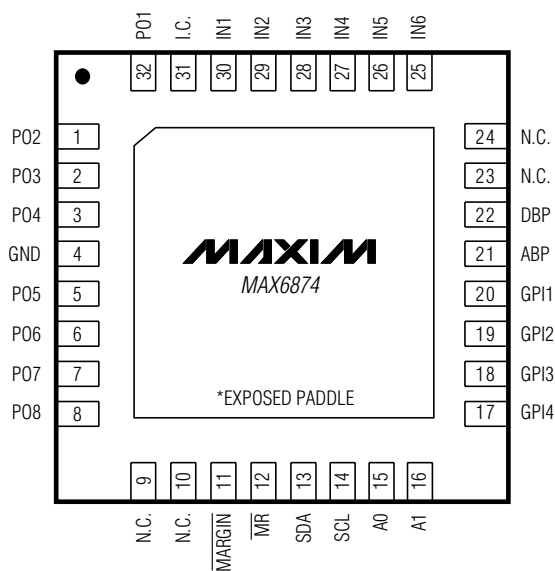 PO1 I.C. IN1 IN2 IN3 IN4 IN5 IN6
32 31 30 29 28 27 26 25
PO2 1 24 N.C.
PO3 2 23 N.C.
PO4 3 22 DBP
GND 4 21 ABP
PO5 5 20 GPI1
PO6 6 19 GPI2
PO7 7 18 GPI3
PO8 8 17 GPI4
MAXIM
MAX6874
*EXPOSED PADDLE
9 10 11 12 13 14 15 16
N.C. N.C. MARGIN MR SDA SCL A0 A1